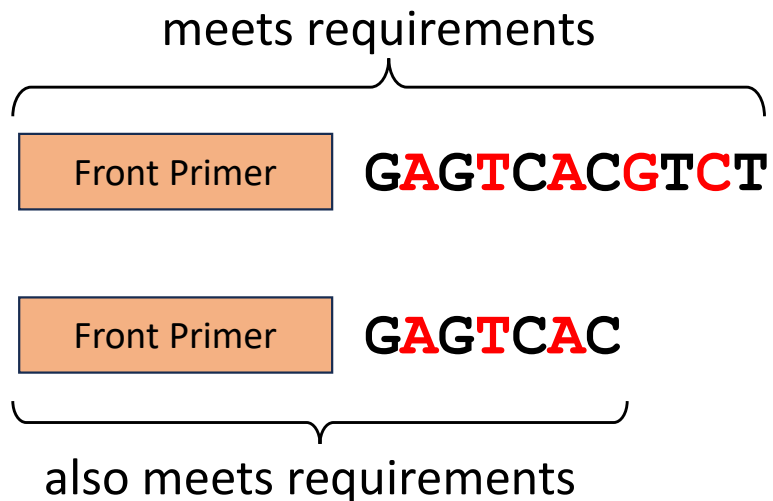 meets requirements
Front Primer GAGTCACGTCT
Front Primer GAGTCAC
also meets requirements